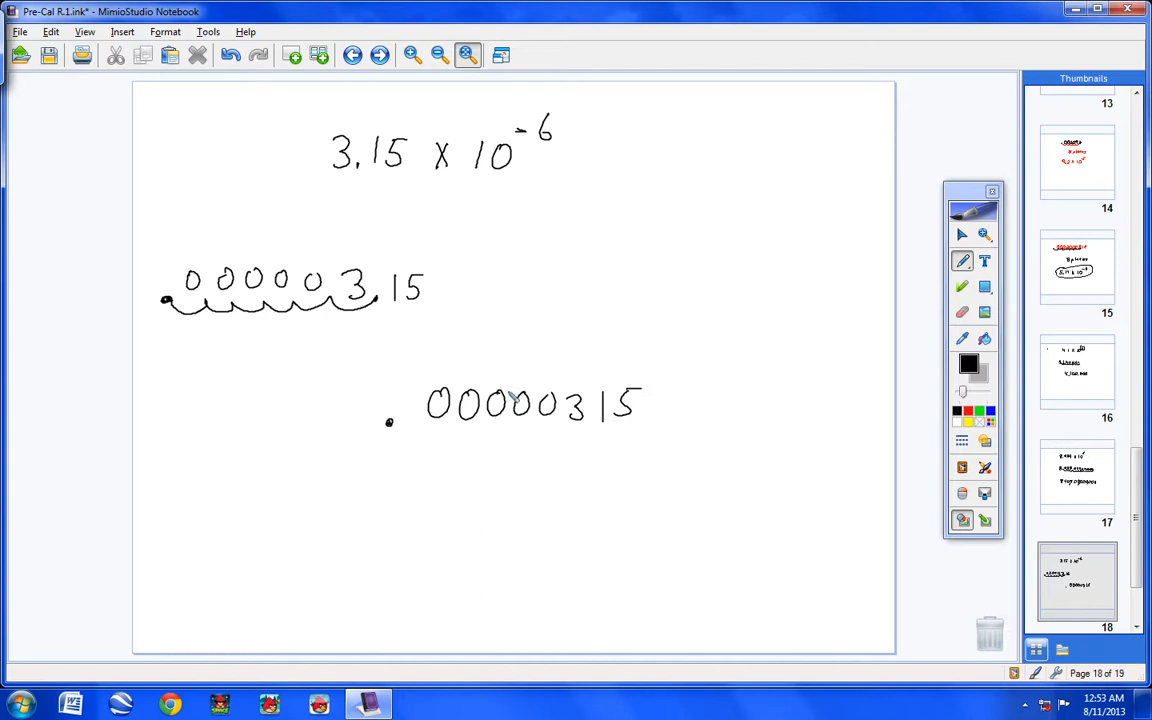 Pre-Cal R.1.ink* - MimioStudio Notebook
File Edit View Insert Format Tools Help
Thumbnails
3.15 x 10^-6
.000003.15
.00000315
13
14
15
16
17
18
Page 18 of 19
12:53 AM
8/11/2013